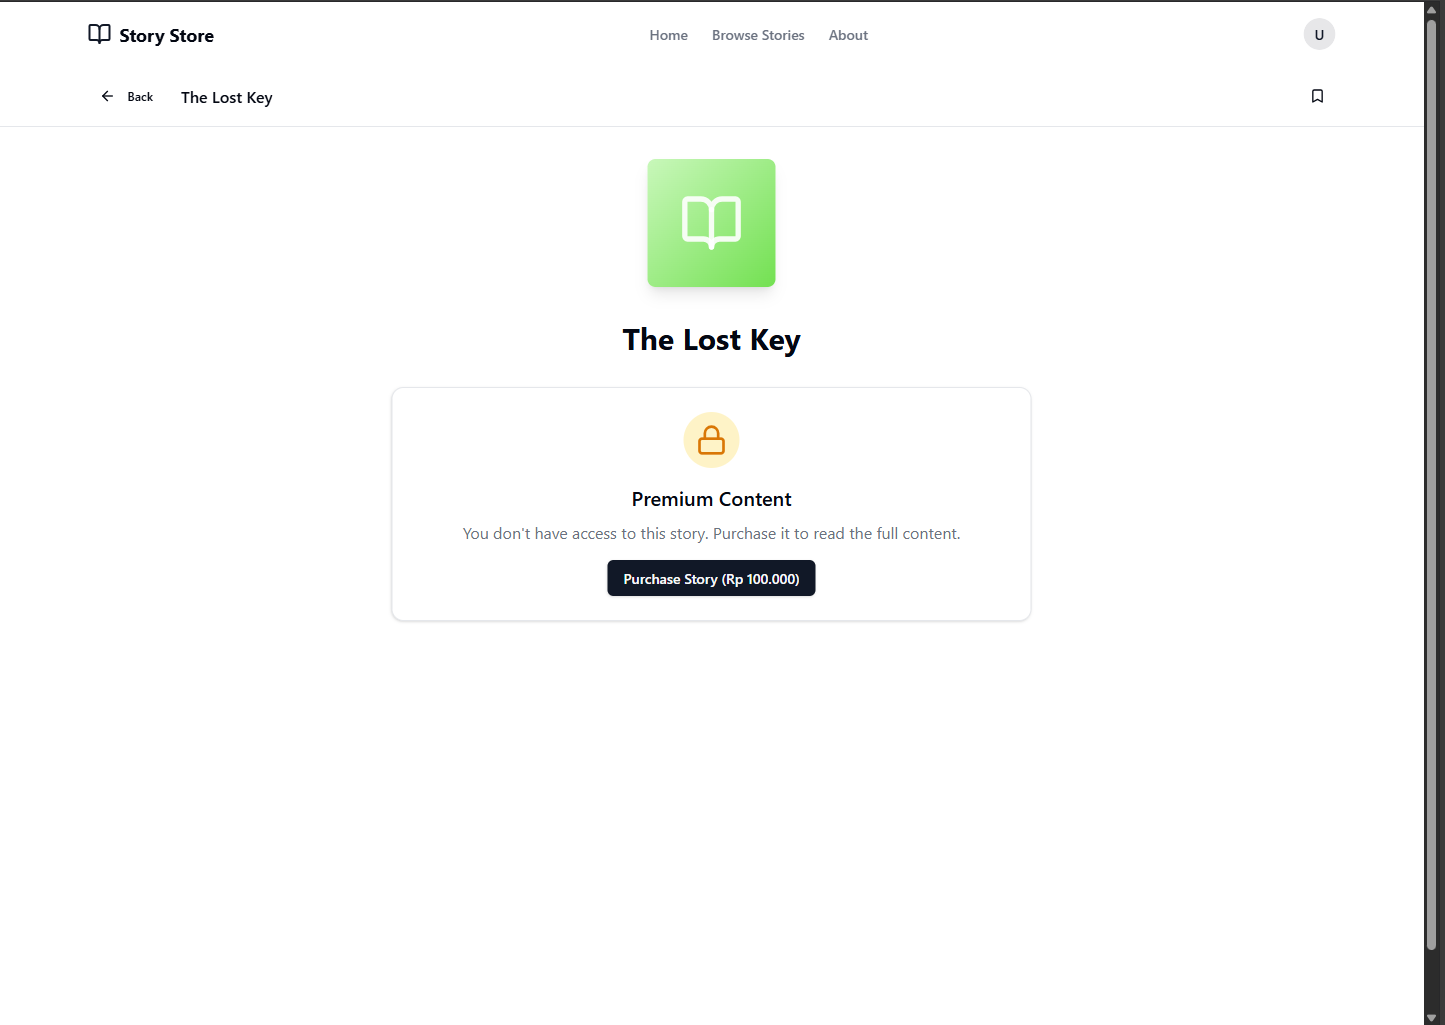 Story Store
Home
Browse Stories
About
U
Back
The Lost Key
The Lost Key
Premium Content
You don't have access to this story. Purchase it to read the full content.
Purchase Story (Rp 100.000)